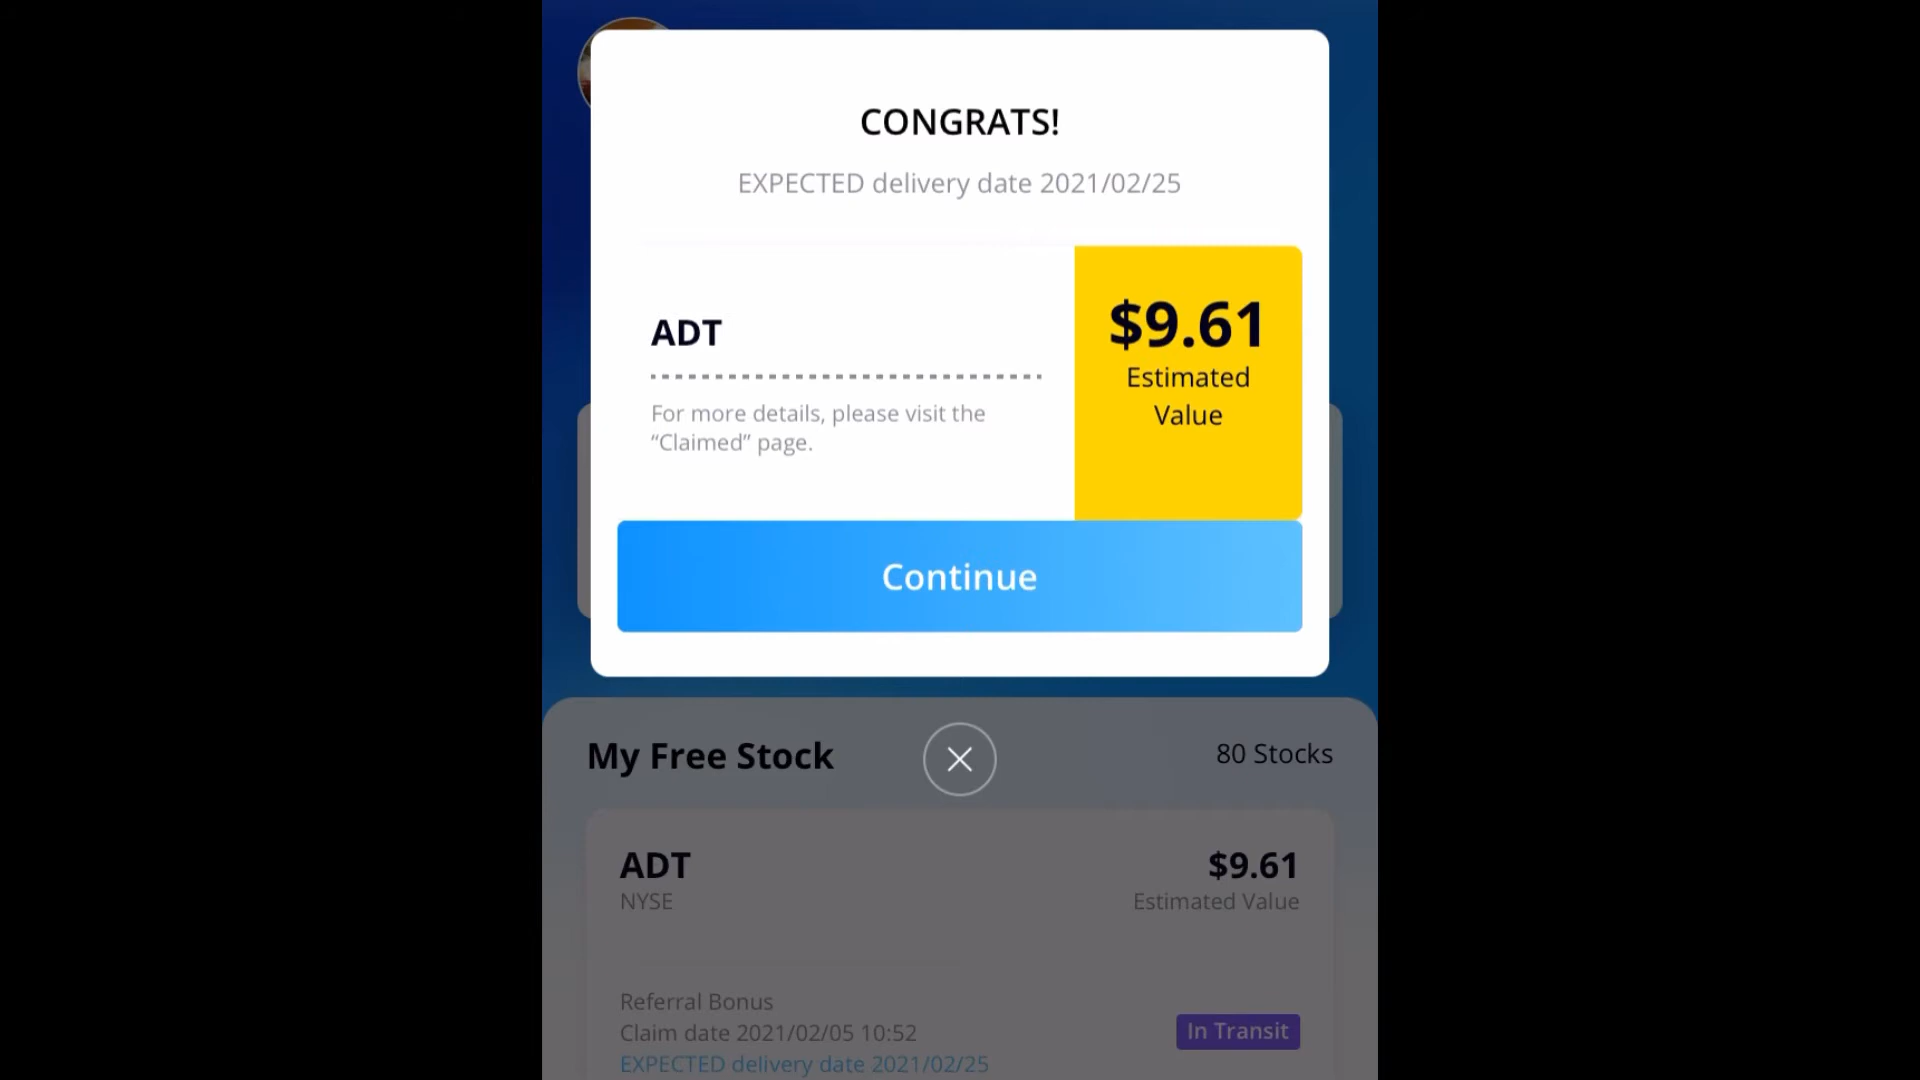 CONGRATS!
EXPECTED delivery date 2021/02/25
ADT
For more details, please visit the
“Claimed” page.
$9.61
Estimated
Value
Continue
My Free Stock
80 Stocks
ADT
$9.61
NYSE
Estimated Value
Referral Bonus
Claim date 2021/02/05 10:52
In Transit
EXPECTED delivery date 2021/02/25